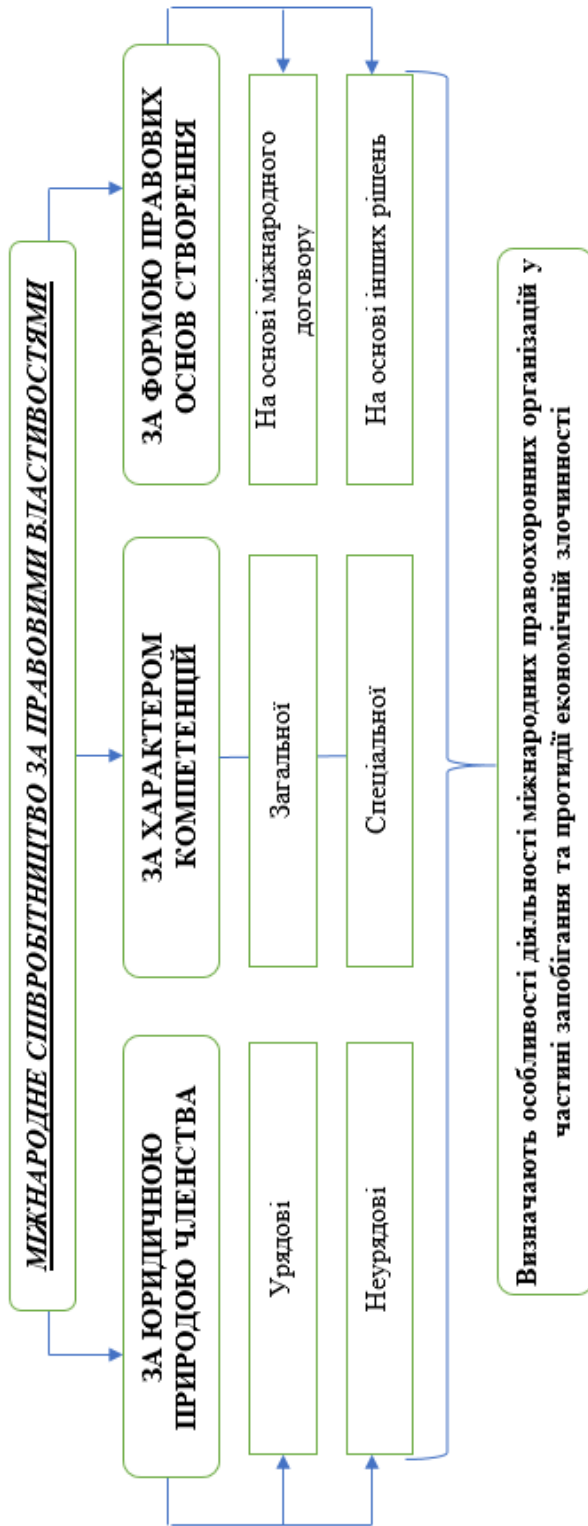 МІЖНАРОДНЕ СПІВРОБІТНИЦТВО ЗА ПРАВОВИМИ ВЛАСТИВОСТЯМИ
ЗА ЮРИДИЧНОЮ
ПРИРОДОЮ ЧЛЕНСТВА
Урядові
Неурядові
ЗА ХАРАКТЕРОМ
КОМПЕТЕНЦІЙ
Загальної
Спеціальної
ЗА ФОРМОЮ ПРАВОВИХ
ОСНОВ СТВОРЕННЯ
На основі міжнародного
договору
На основі інших рішень
Визначають особливості діяльності міжнародних правоохоронних організацій у
частині запобігання та протидії економічній злочинності